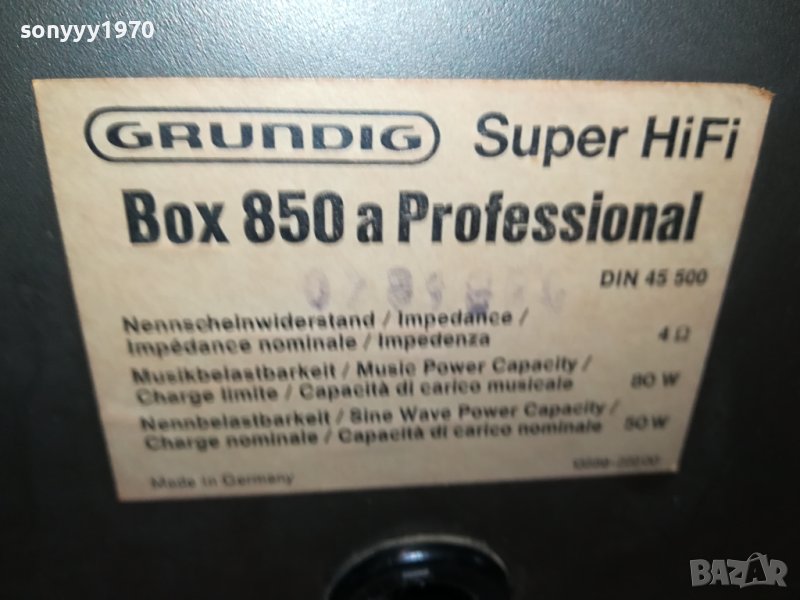 sonyyy1970
GRUNDIG Super HiFi
Box 850 a Professional
DIN 45 500
Nennscheinwiderstand / Impedance /
Impédance nominale / Impedenza 4 Ω
Musikbelastbarkeit / Music Power Capacity /
Charge limite / Capacità di carico musicale 80 W
Nennbelastbarkeit / Sine Wave Power Capacity /
Charge nominale / Capacità di carico nominale 50 W
Made in Germany
BAZAR